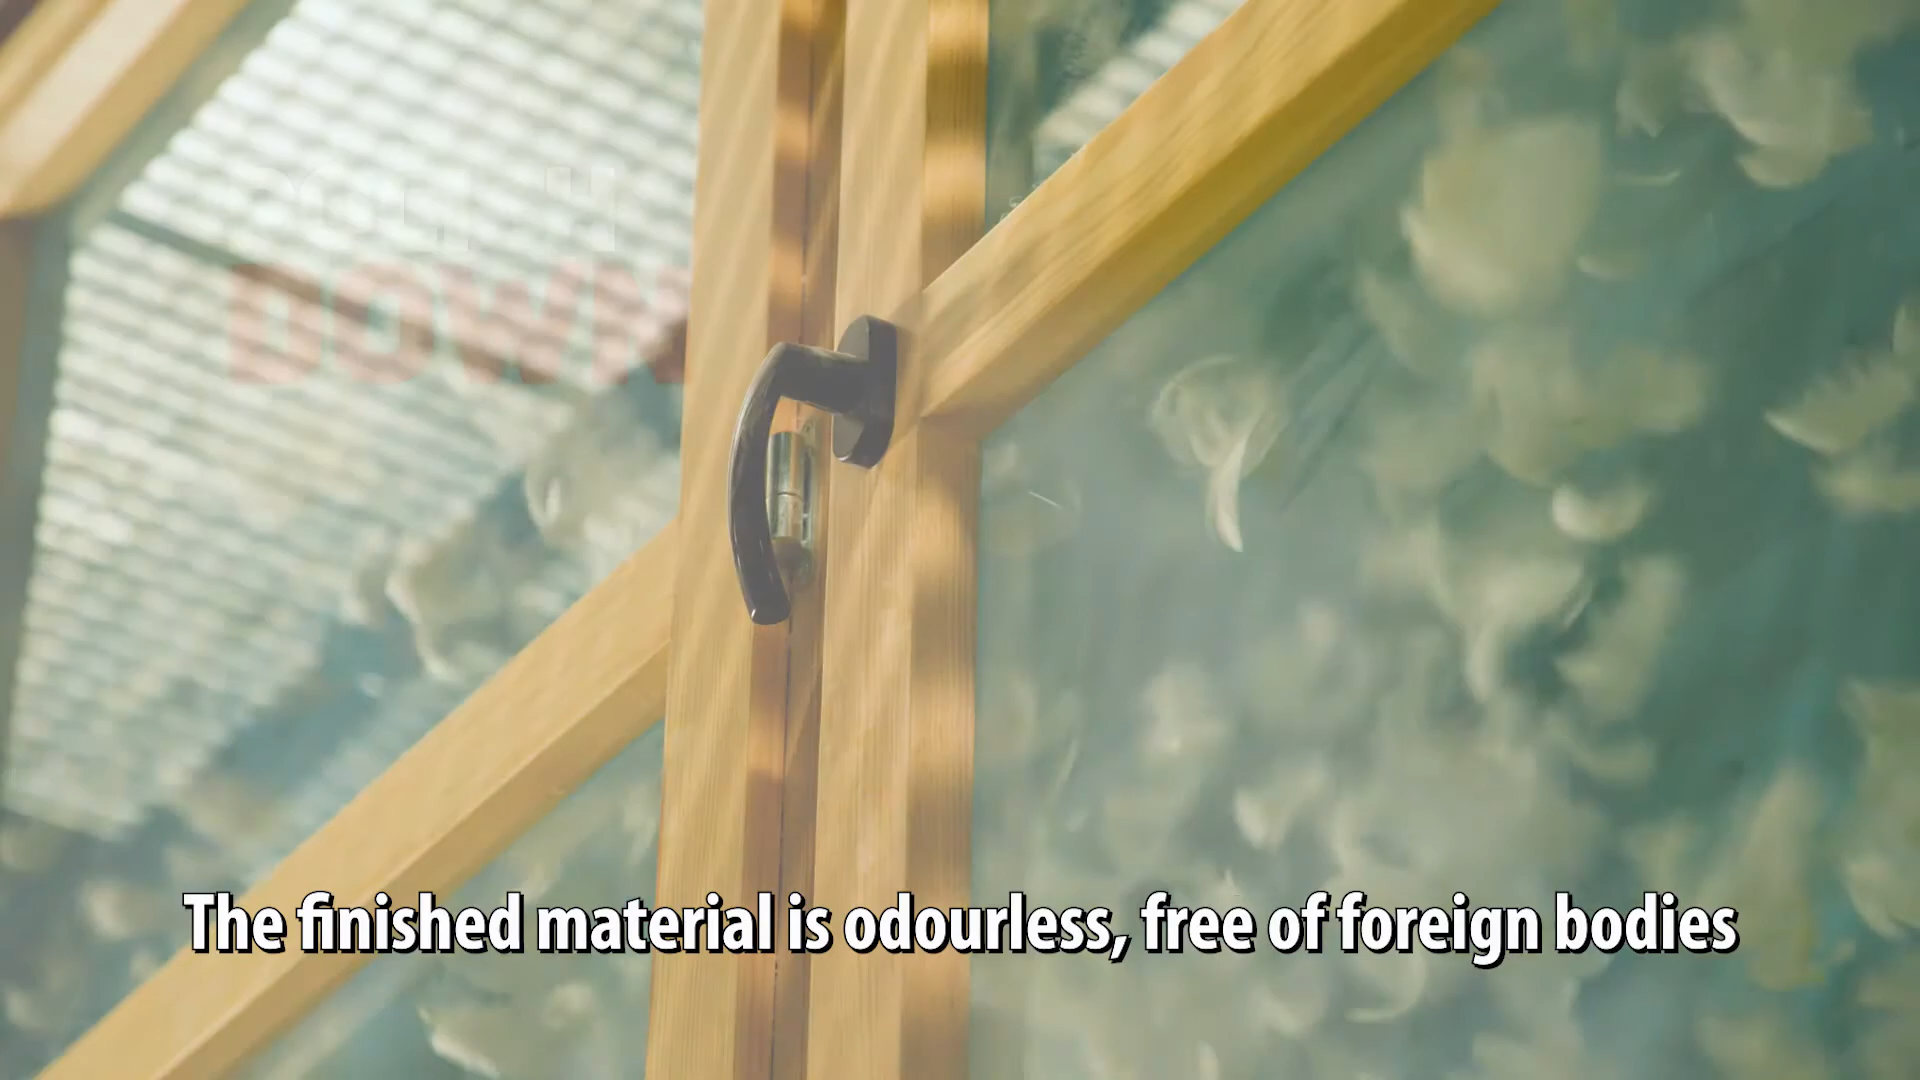 DOWN
The finished material is odourless, free of foreign bodies